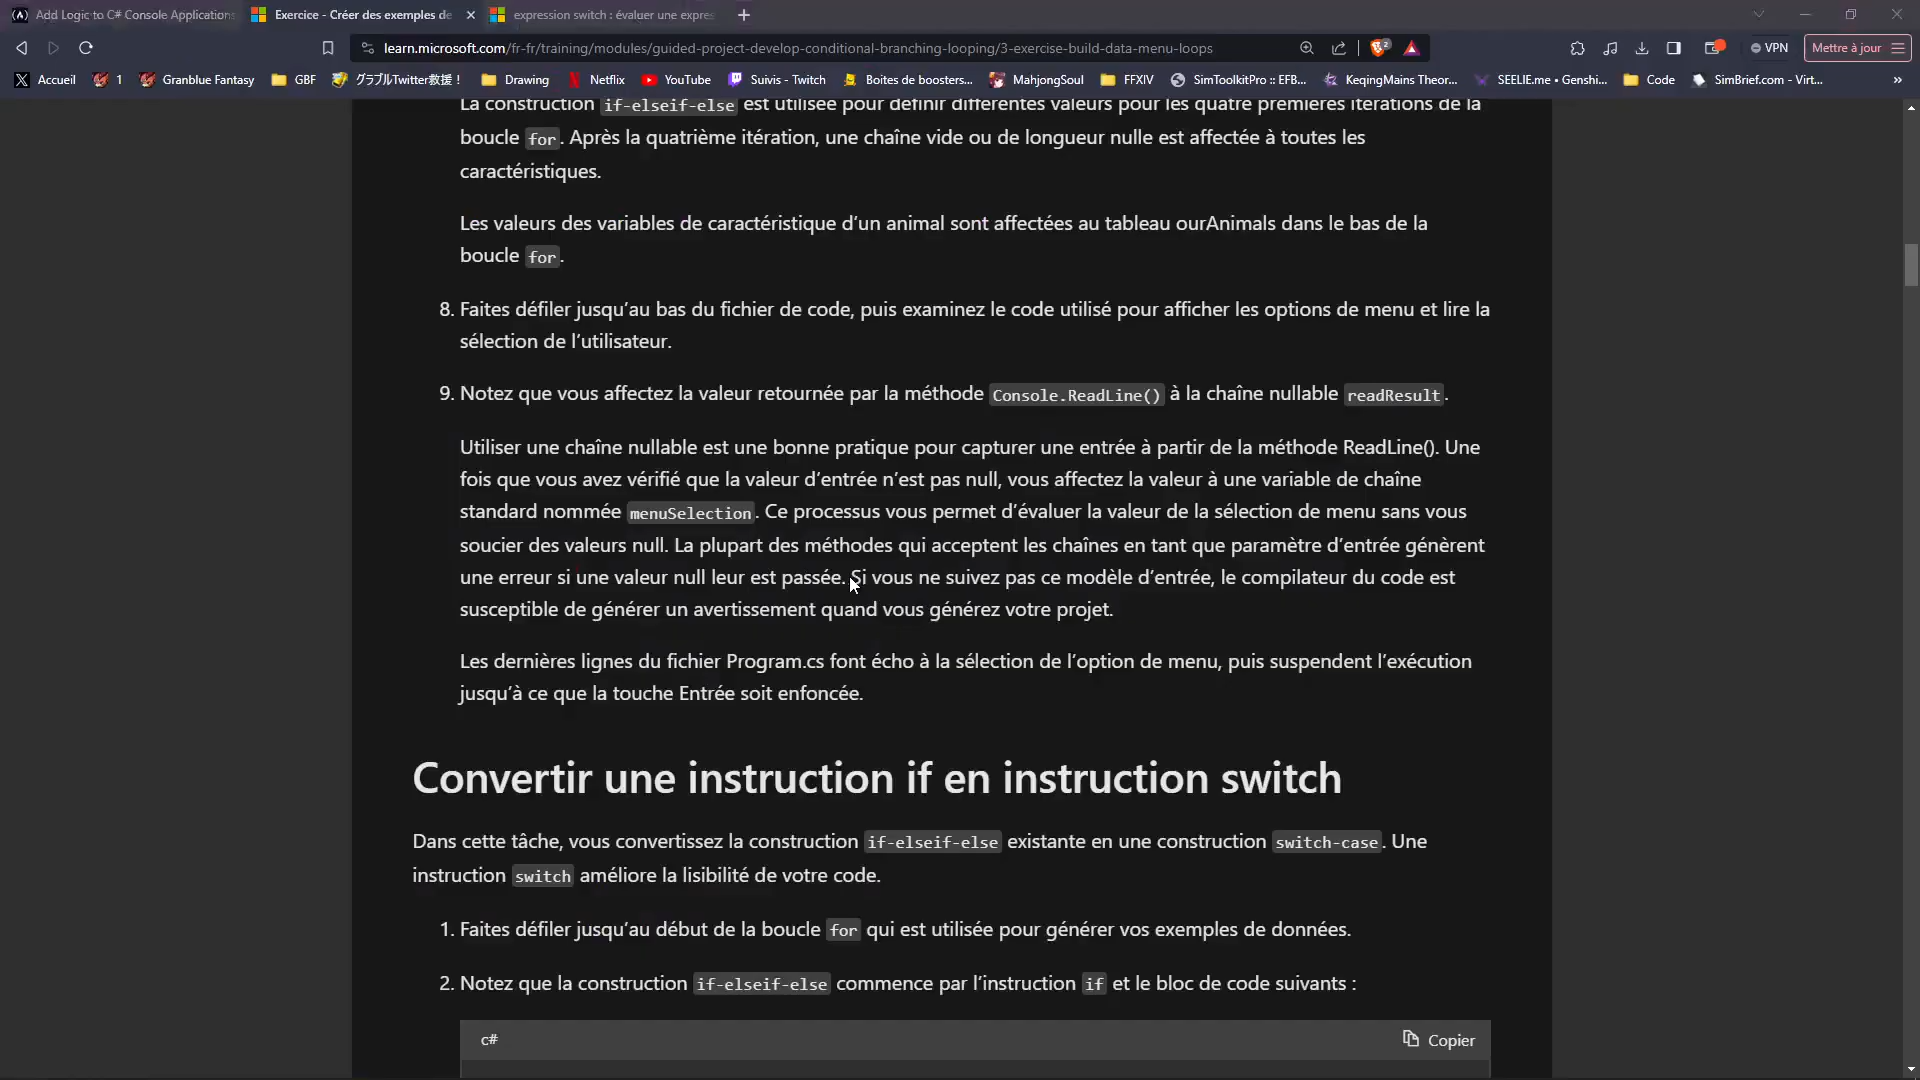 Add Logic to C# Console Applications
Exercice - Créer des exemples de
expression switch : évaluer une expres
learn.microsoft.com/fr-fr/training/modules/guided-project-develop-conditional-branching-looping/3-exercise-build-data-menu-loops
VPN
Mettre à jour
Accueil
1
Granblue Fantasy
GBF
グラブルTwitter救援！
Drawing
Netflix
YouTube
Suivis - Twitch
Boites de boosters...
MahjongSoul
FFXIV
SimToolkitPro :: EFB...
KeqingMains Theor...
SEELIE.me • Genshi...
Code
SimBrief.com - Virt...
»
La construction if-elseif-else est utilisée pour définir différentes valeurs pour les quatre premières itérations de la
boucle for. Après la quatrième itération, une chaîne vide ou de longueur nulle est affectée à toutes les
caractéristiques.
Les valeurs des variables de caractéristique d’un animal sont affectées au tableau ourAnimals dans le bas de la
boucle for.
8. Faites défiler jusqu’au bas du fichier de code, puis examinez le code utilisé pour afficher les options de menu et lire la
sélection de l’utilisateur.
9. Notez que vous affectez la valeur retournée par la méthode Console.ReadLine() à la chaîne nullable readResult.
Utiliser une chaîne nullable est une bonne pratique pour capturer une entrée à partir de la méthode ReadLine(). Une
fois que vous avez vérifié que la valeur d’entrée n’est pas null, vous affectez la valeur à une variable de chaîne
standard nommée menuSelection. Ce processus vous permet d’évaluer la valeur de la sélection de menu sans vous
soucier des valeurs null. La plupart des méthodes qui acceptent les chaînes en tant que paramètre d’entrée génèrent
une erreur si une valeur null leur est passée. Si vous ne suivez pas ce modèle d’entrée, le compilateur du code est
susceptible de générer un avertissement quand vous générez votre projet.
Les dernières lignes du fichier Program.cs font écho à la sélection de l’option de menu, puis suspendent l’exécution
jusqu’à ce que la touche Entrée soit enfoncée.
Convertir une instruction if en instruction switch
Dans cette tâche, vous convertissez la construction if-elseif-else existante en une construction switch-case. Une
instruction switch améliore la lisibilité de votre code.
1. Faites défiler jusqu’au début de la boucle for qui est utilisée pour générer vos exemples de données.
2. Notez que la construction if-elseif-else commence par l’instruction if et le bloc de code suivants :
c#
Copier